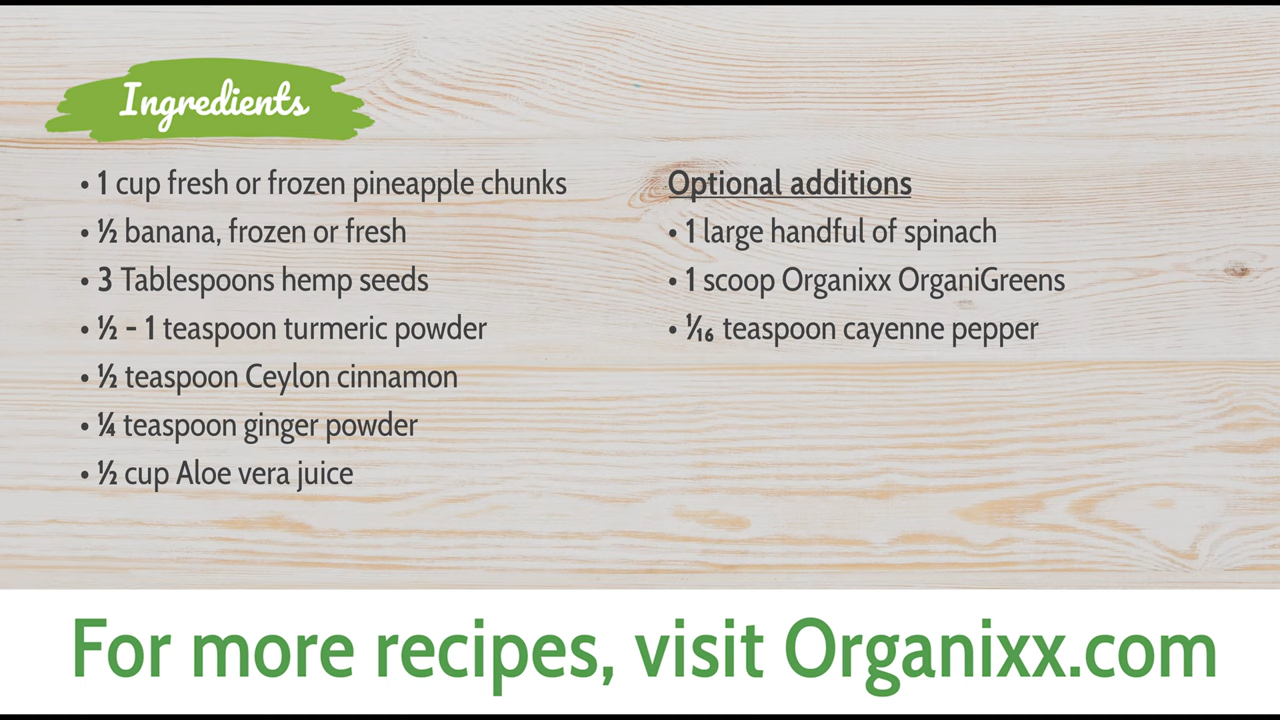 Ingredients
• 1 cup fresh or frozen pineapple chunks
• ½ banana, frozen or fresh
• 3 Tablespoons hemp seeds
• ½ - 1 teaspoon turmeric powder
• ½ teaspoon Ceylon cinnamon
• ¼ teaspoon ginger powder
• ½ cup Aloe vera juice
Optional additions
• 1 large handful of spinach
• 1 scoop Organixx OrganiGreens
• 1/16 teaspoon cayenne pepper
For more recipes, visit Organixx.com